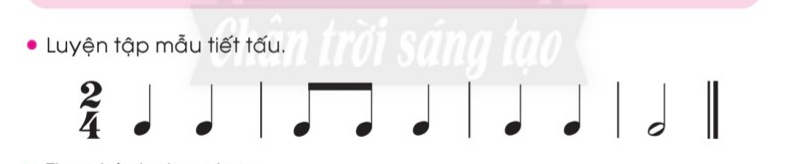 Chân trời sáng tạo
Luyện tập mẫu tiết tấu.
2
4